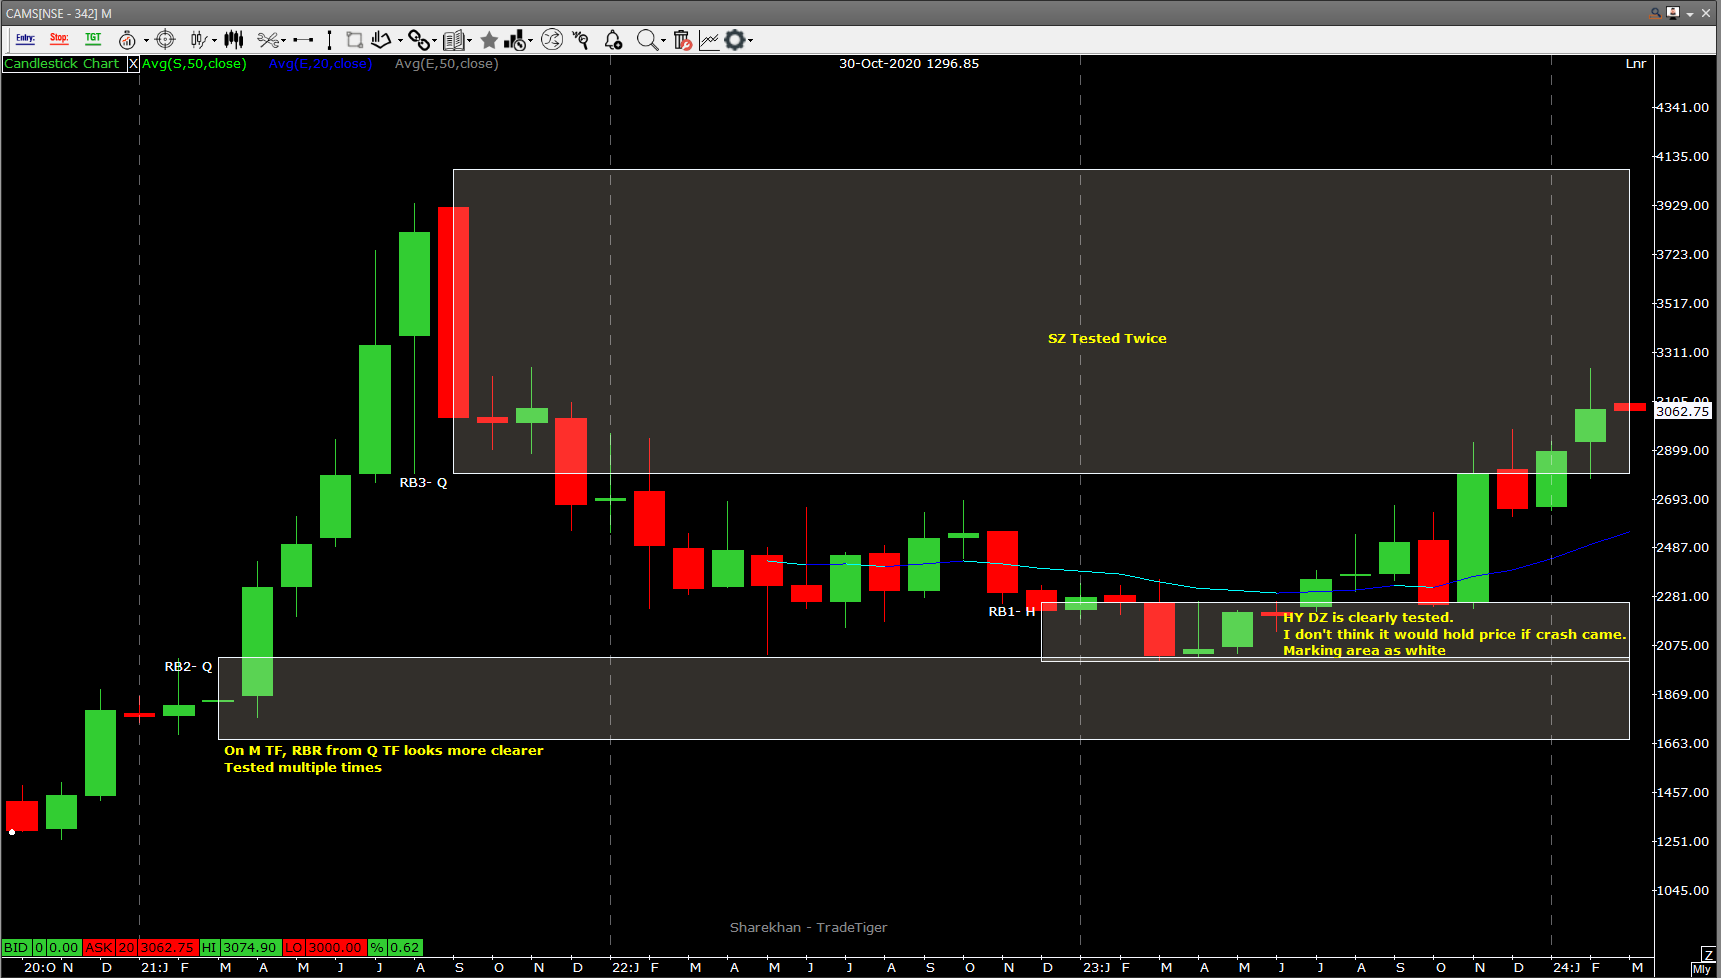 CAMS[NSE - 342] M
Entry: Stop: TGT
Candlestick Chart X Avg(S,50,close) Avg(E,20,close) Avg(E,50,close) 30-Oct-2020 1296.85 Lnr
4341.00
4135.00
3929.00
3723.00
3517.00
SZ Tested Twice
3311.00
3105.00
3062.75
2899.00
RB3- Q
2693.00
2487.00
2281.00
RB1- H
HY DZ is clearly tested.
I don't think it would hold price if crash came.
Marking area as white
2075.00
RB2- Q
1869.00
1663.00
On M TF, RBR from Q TF looks more clearer
Tested multiple times
1457.00
1251.00
1045.00
Sharekhan - TradeTiger
BID 0 0.00 ASK 20 3062.75 HI 3074.90 LO 3000.00 % 0.62
Z
20:O N D 21:J F M A M J J A S O N D 22:J F M A M J J A S O N D 23:J F M A M J J A S O N D 24:J F M
Mly